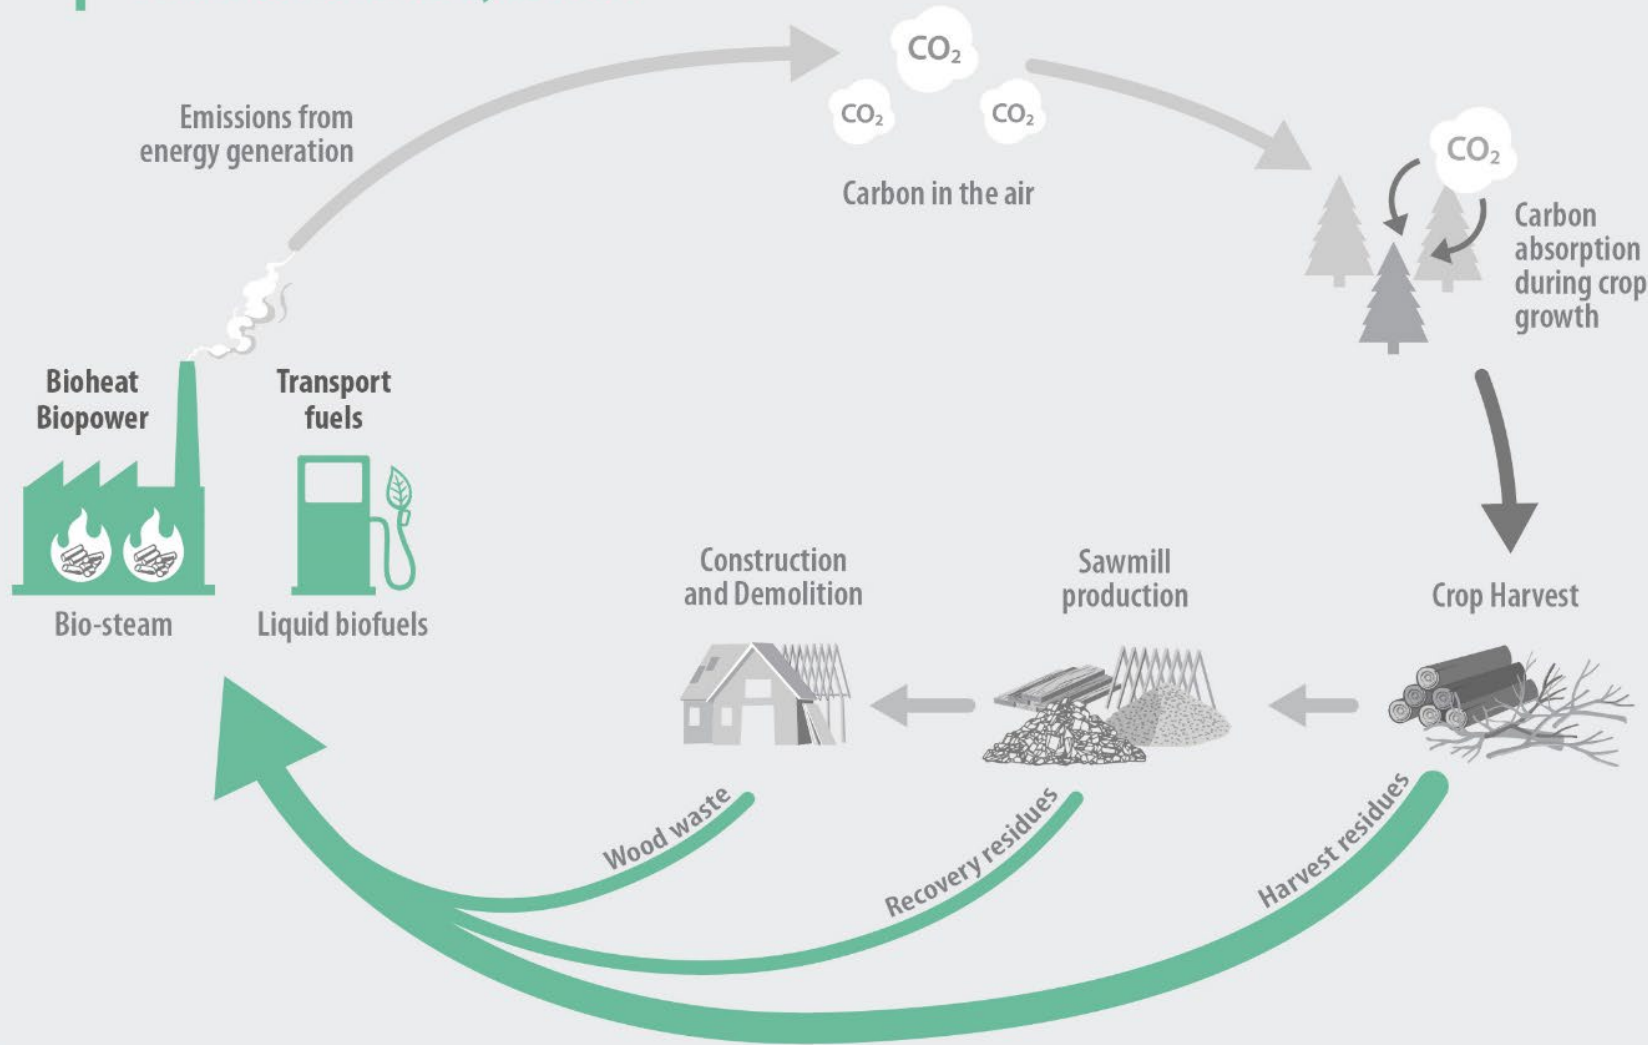 CO₂
CO₂
CO₂
Emissions from
energy generation
Carbon in the air
CO₂
Carbon
absorption
during crop
growth
Bioheat
Biopower
Transport
fuels
Bio-steam
Liquid biofuels
Construction
and Demolition
Sawmill
production
Crop Harvest
Wood waste
Recovery residues
Harvest residues